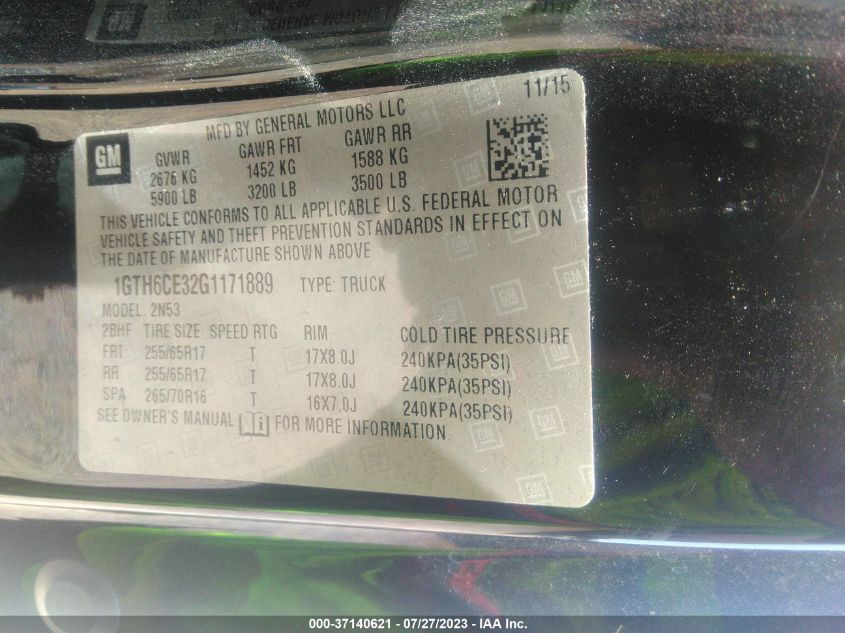 11/15
MFD BY GENERAL MOTORS LLC
GM
GVWR GAWR FRT GAWR RR
2676 KG 1452 KG 1588 KG
5900 LB 3200 LB 3500 LB
THIS VEHICLE CONFORMS TO ALL APPLICABLE U.S. FEDERAL MOTOR
VEHICLE SAFETY AND THEFT PREVENTION STANDARDS IN EFFECT ON
THE DATE OF MANUFACTURE SHOWN ABOVE
1GTH6CE32G1171889 TYPE: TRUCK
MODEL: 2N53
2BHF TIRE SIZE SPEED RTG RIM COLD TIRE PRESSURE
FRT 255/65R17 T 17X8.0J 240KPA(35PSI)
RR 255/65R17 T 17X8.0J 240KPA(35PSI)
SPA 265/70R16 T 16X7.0J 240KPA(35PSI)
SEE OWNER'S MANUAL FOR MORE INFORMATION
000-37140621 / 07/27/2023 / IAA Inc.